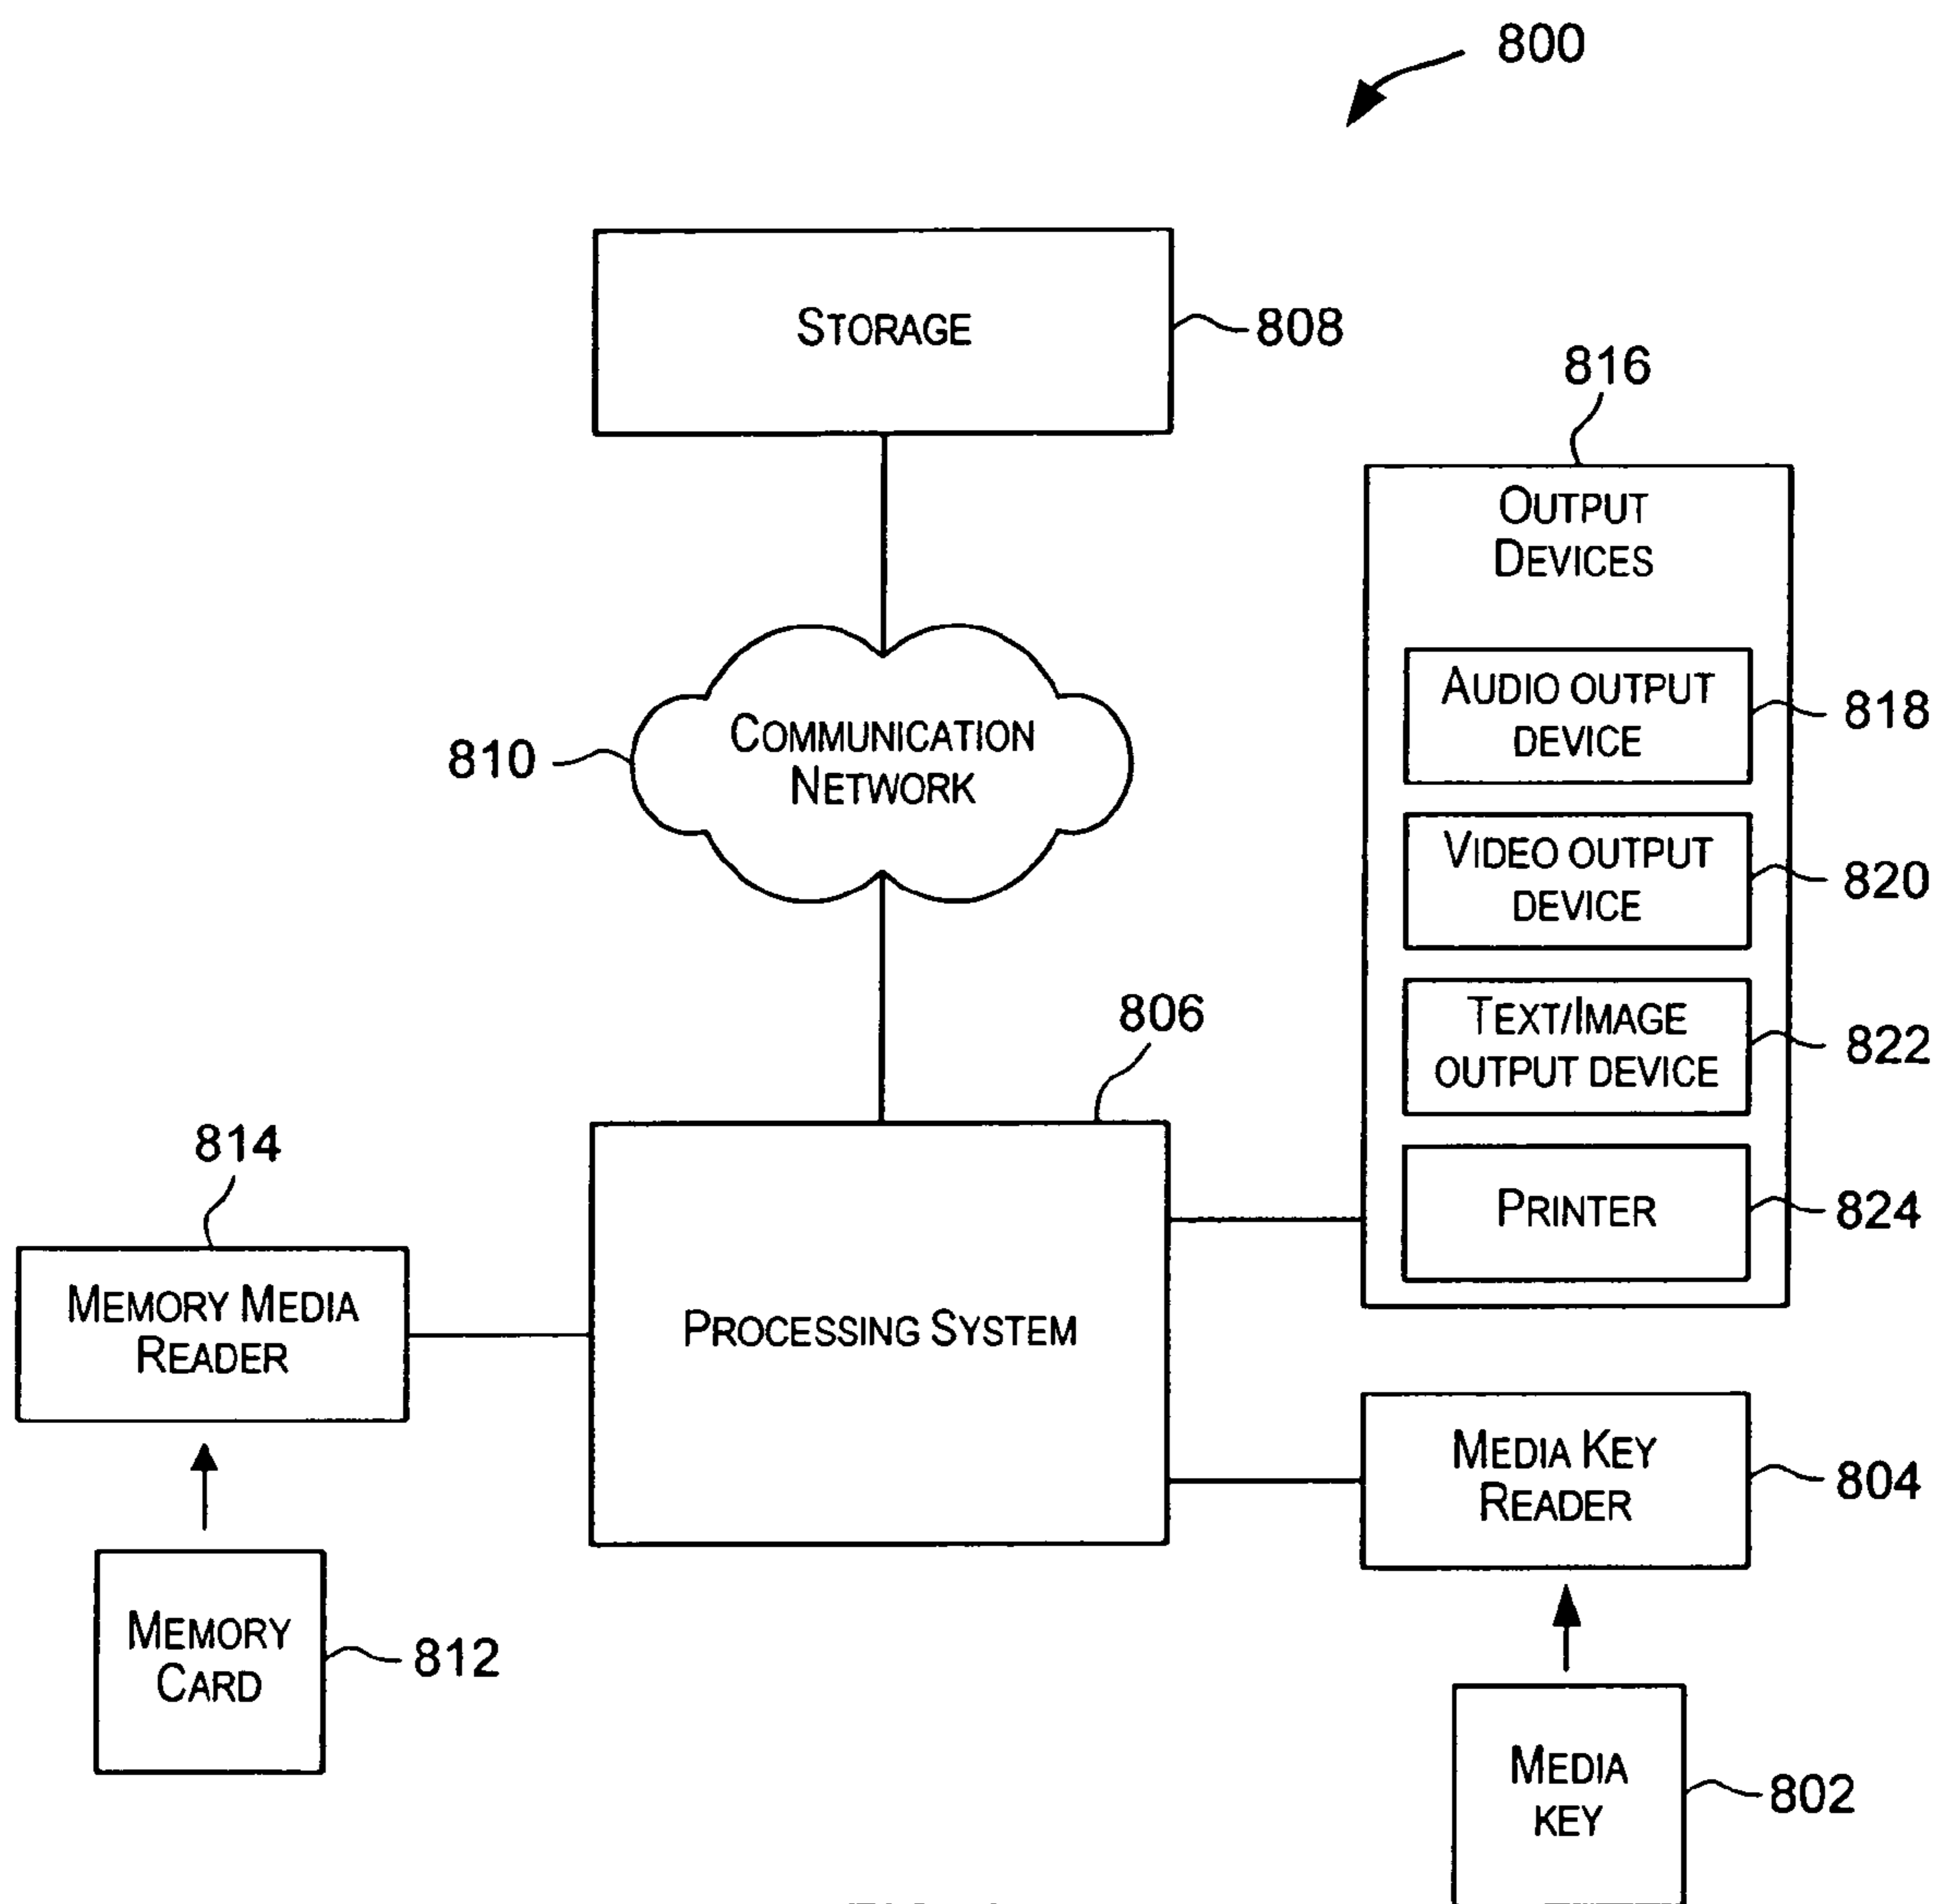 800
STORAGE
808
816
OUTPUT
DEVICES
AUDIO OUTPUT
DEVICE
818
COMMUNICATION
NETWORK
810
VIDEO OUTPUT
DEVICE
820
TEXT/IMAGE
OUTPUT DEVICE
822
806
PRINTER
824
814
MEMORY MEDIA
READER
PROCESSING SYSTEM
MEDIA KEY
READER
804
MEMORY
CARD
812
MEDIA
KEY
802